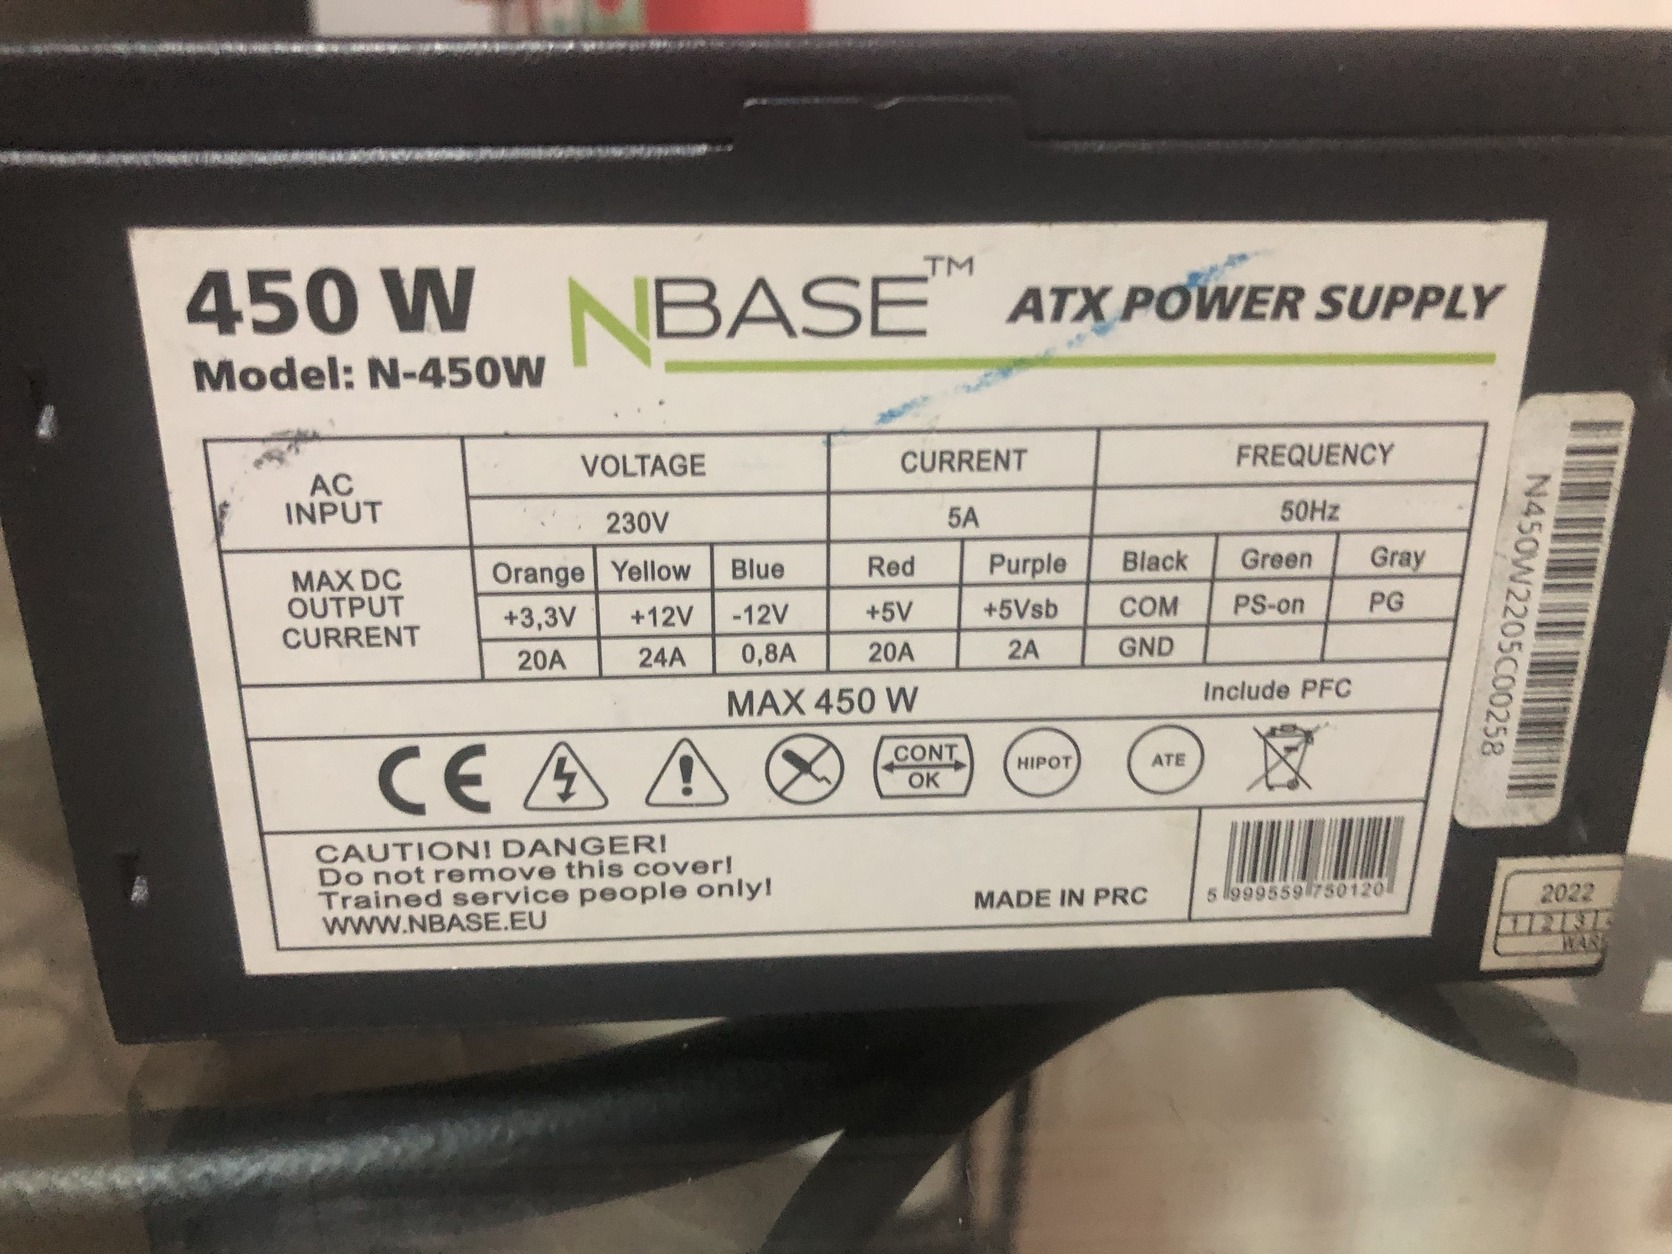 450 W
NBASE™
ATX POWER SUPPLY
Model: N-450W
AC INPUT
VOLTAGE CURRENT FREQUENCY
230V 5A 50Hz
MAX DC OUTPUT CURRENT
Orange Yellow Blue Red Purple Black Green Gray
+3,3V +12V -12V +5V +5Vsb COM PS-on PG
20A 24A 0,8A 20A 2A GND
MAX 450 W
Include PFC
CE
CONT
OK
HIPOT
ATE
CAUTION! DANGER!
Do not remove this cover!
Trained service people only!
WWW.NBASE.EU
MADE IN PRC
5 999559 750120
N450W2205C00258
2022
1 2 3